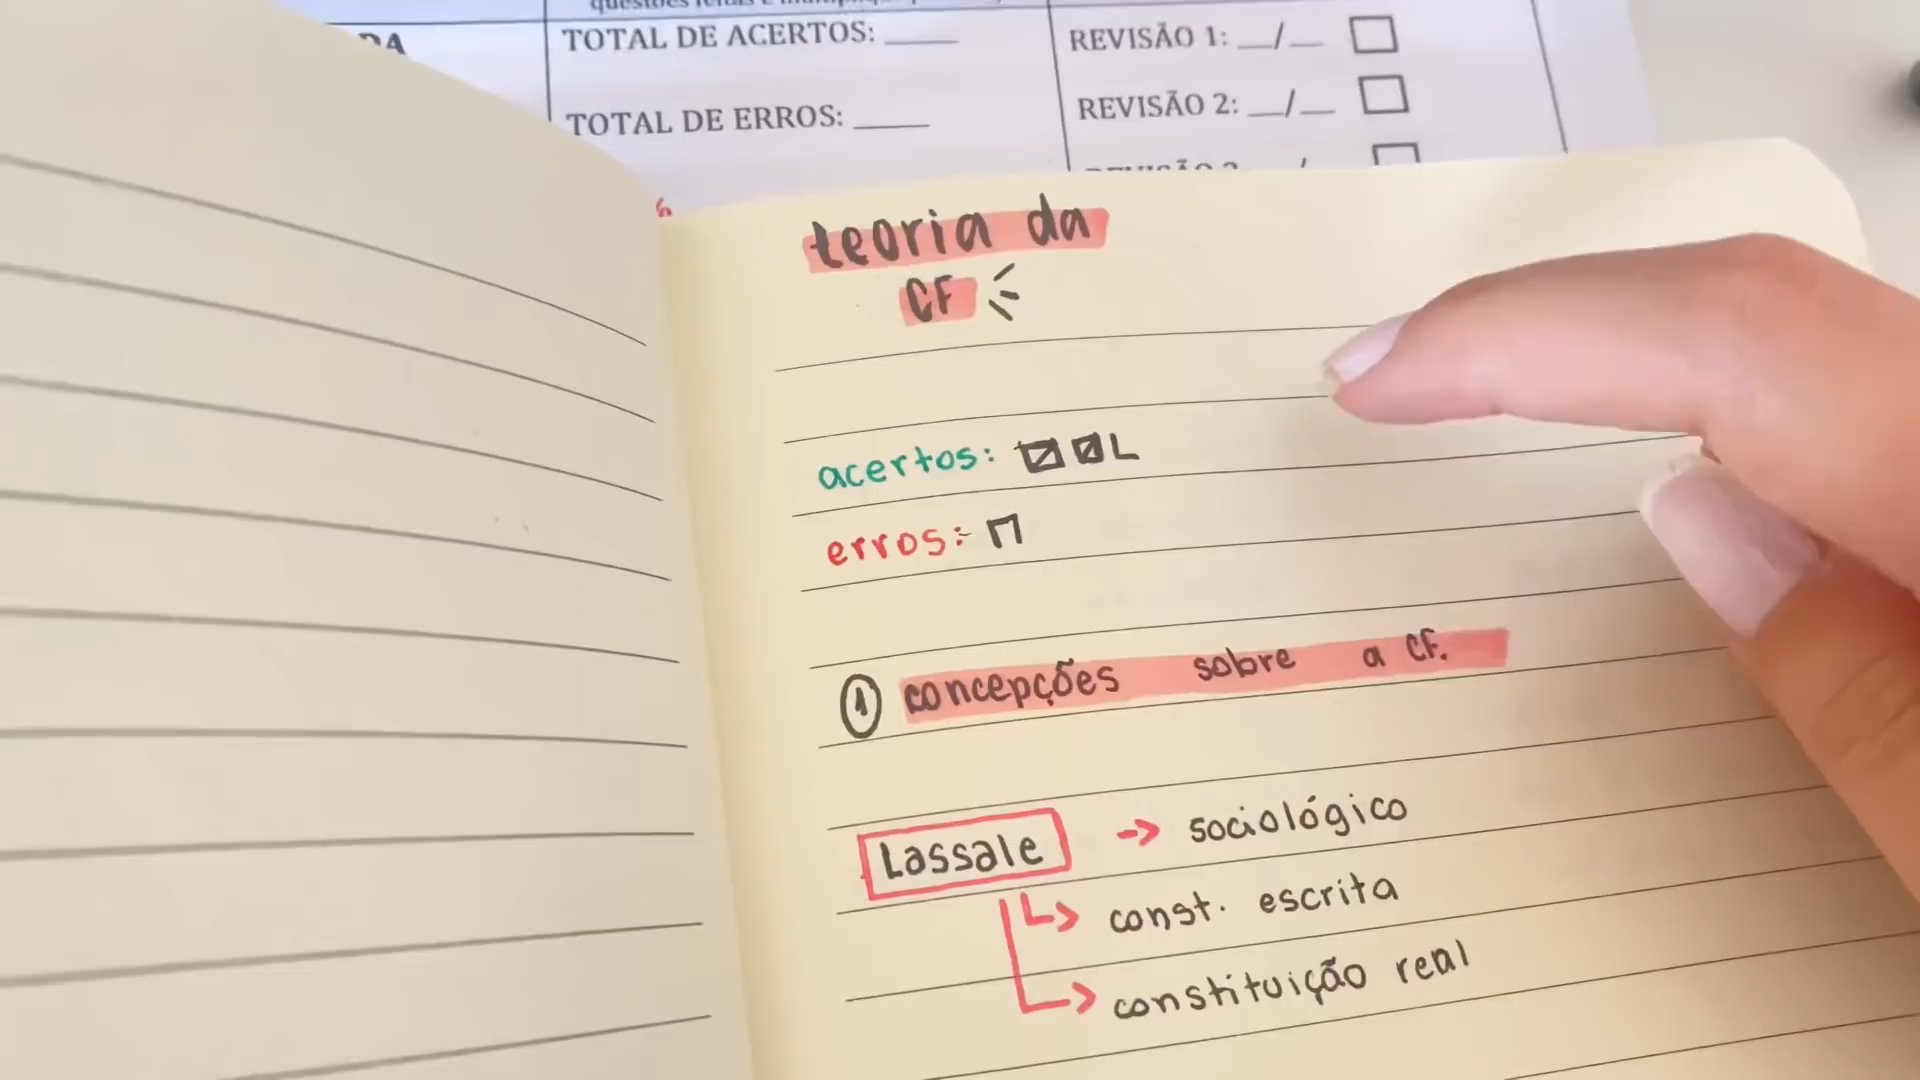 TOTAL DE ACERTOS: ____
REVISÃO 1: __/__
TOTAL DE ERROS: ____
REVISÃO 2: __/__
teoria da
CF
acertos:
erros:
1 concepções sobre a CF.
Lassale → sociológico
const. escrita
constituição real